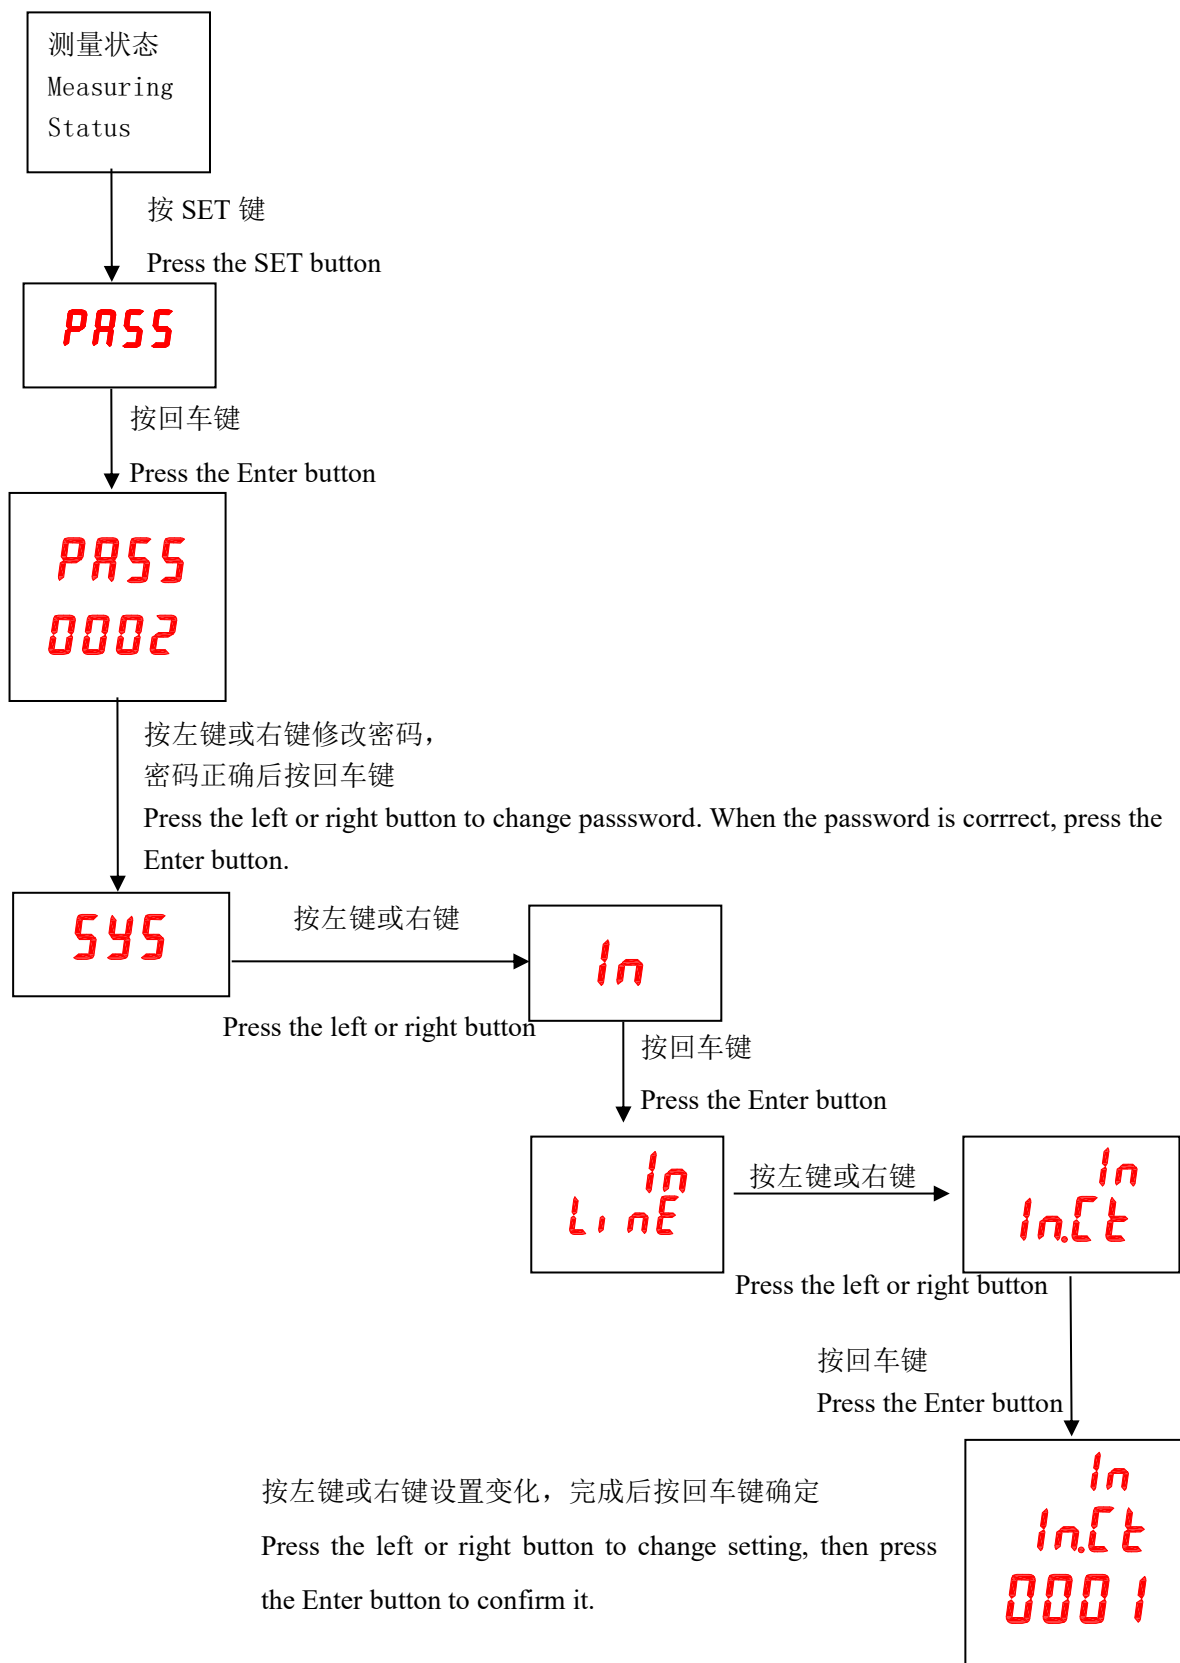 测量状态
Measuring
Status
按 SET 键
Press the SET button
PASS
按回车键
Press the Enter button
PASS
0002
按左键或右键修改密码，
密码正确后按回车键
Press the left or right button to change passsword. When the password is corrrect, press the
Enter button.
SYS
按左键或右键
In
Press the left or right button
按回车键
Press the Enter button
In
LinE
按左键或右键
In
In.Ct
Press the left or right button
按回车键
Press the Enter button
按左键或右键设置变化，完成后按回车键确定
Press the left or right button to change setting, then press
the Enter button to confirm it.
In
In.Ct
0001